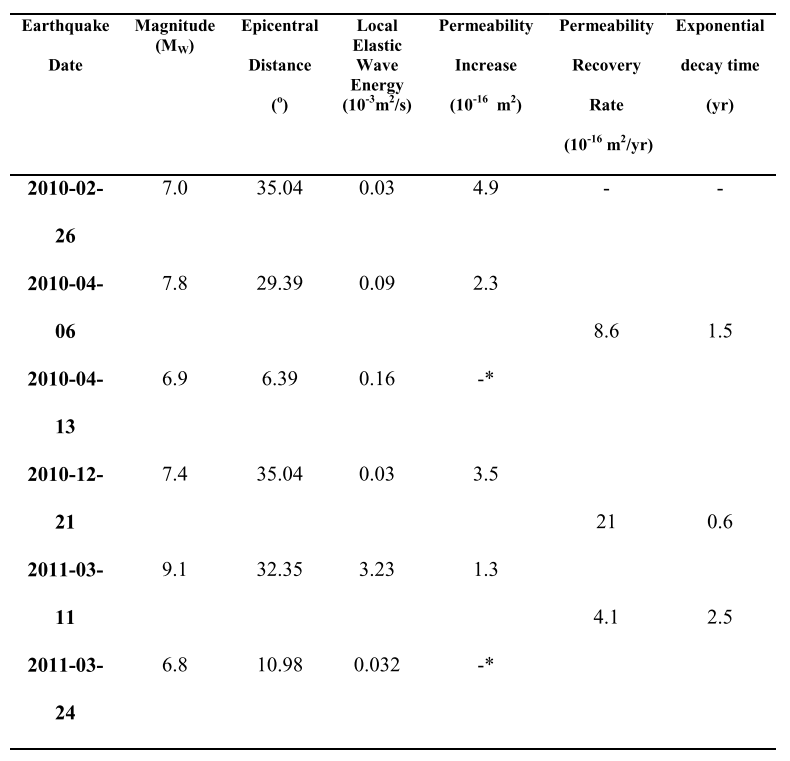 Earthquake Magnitude Epicentral Local Permeability Permeability Exponential
(M_W) Elastic
Date Distance Wave Increase Recovery decay time
Energy
(º) (10^-3 m^2/s) (10^-16 m^2) Rate (yr)
(10^-16 m^2/yr)
2010-02- 7.0 35.04 0.03 4.9 - -
26
2010-04- 7.8 29.39 0.09 2.3
06 8.6 1.5
2010-04- 6.9 6.39 0.16 -*
13
2010-12- 7.4 35.04 0.03 3.5
21 21 0.6
2011-03- 9.1 32.35 3.23 1.3
11 4.1 2.5
2011-03- 6.8 10.98 0.032 -*
24